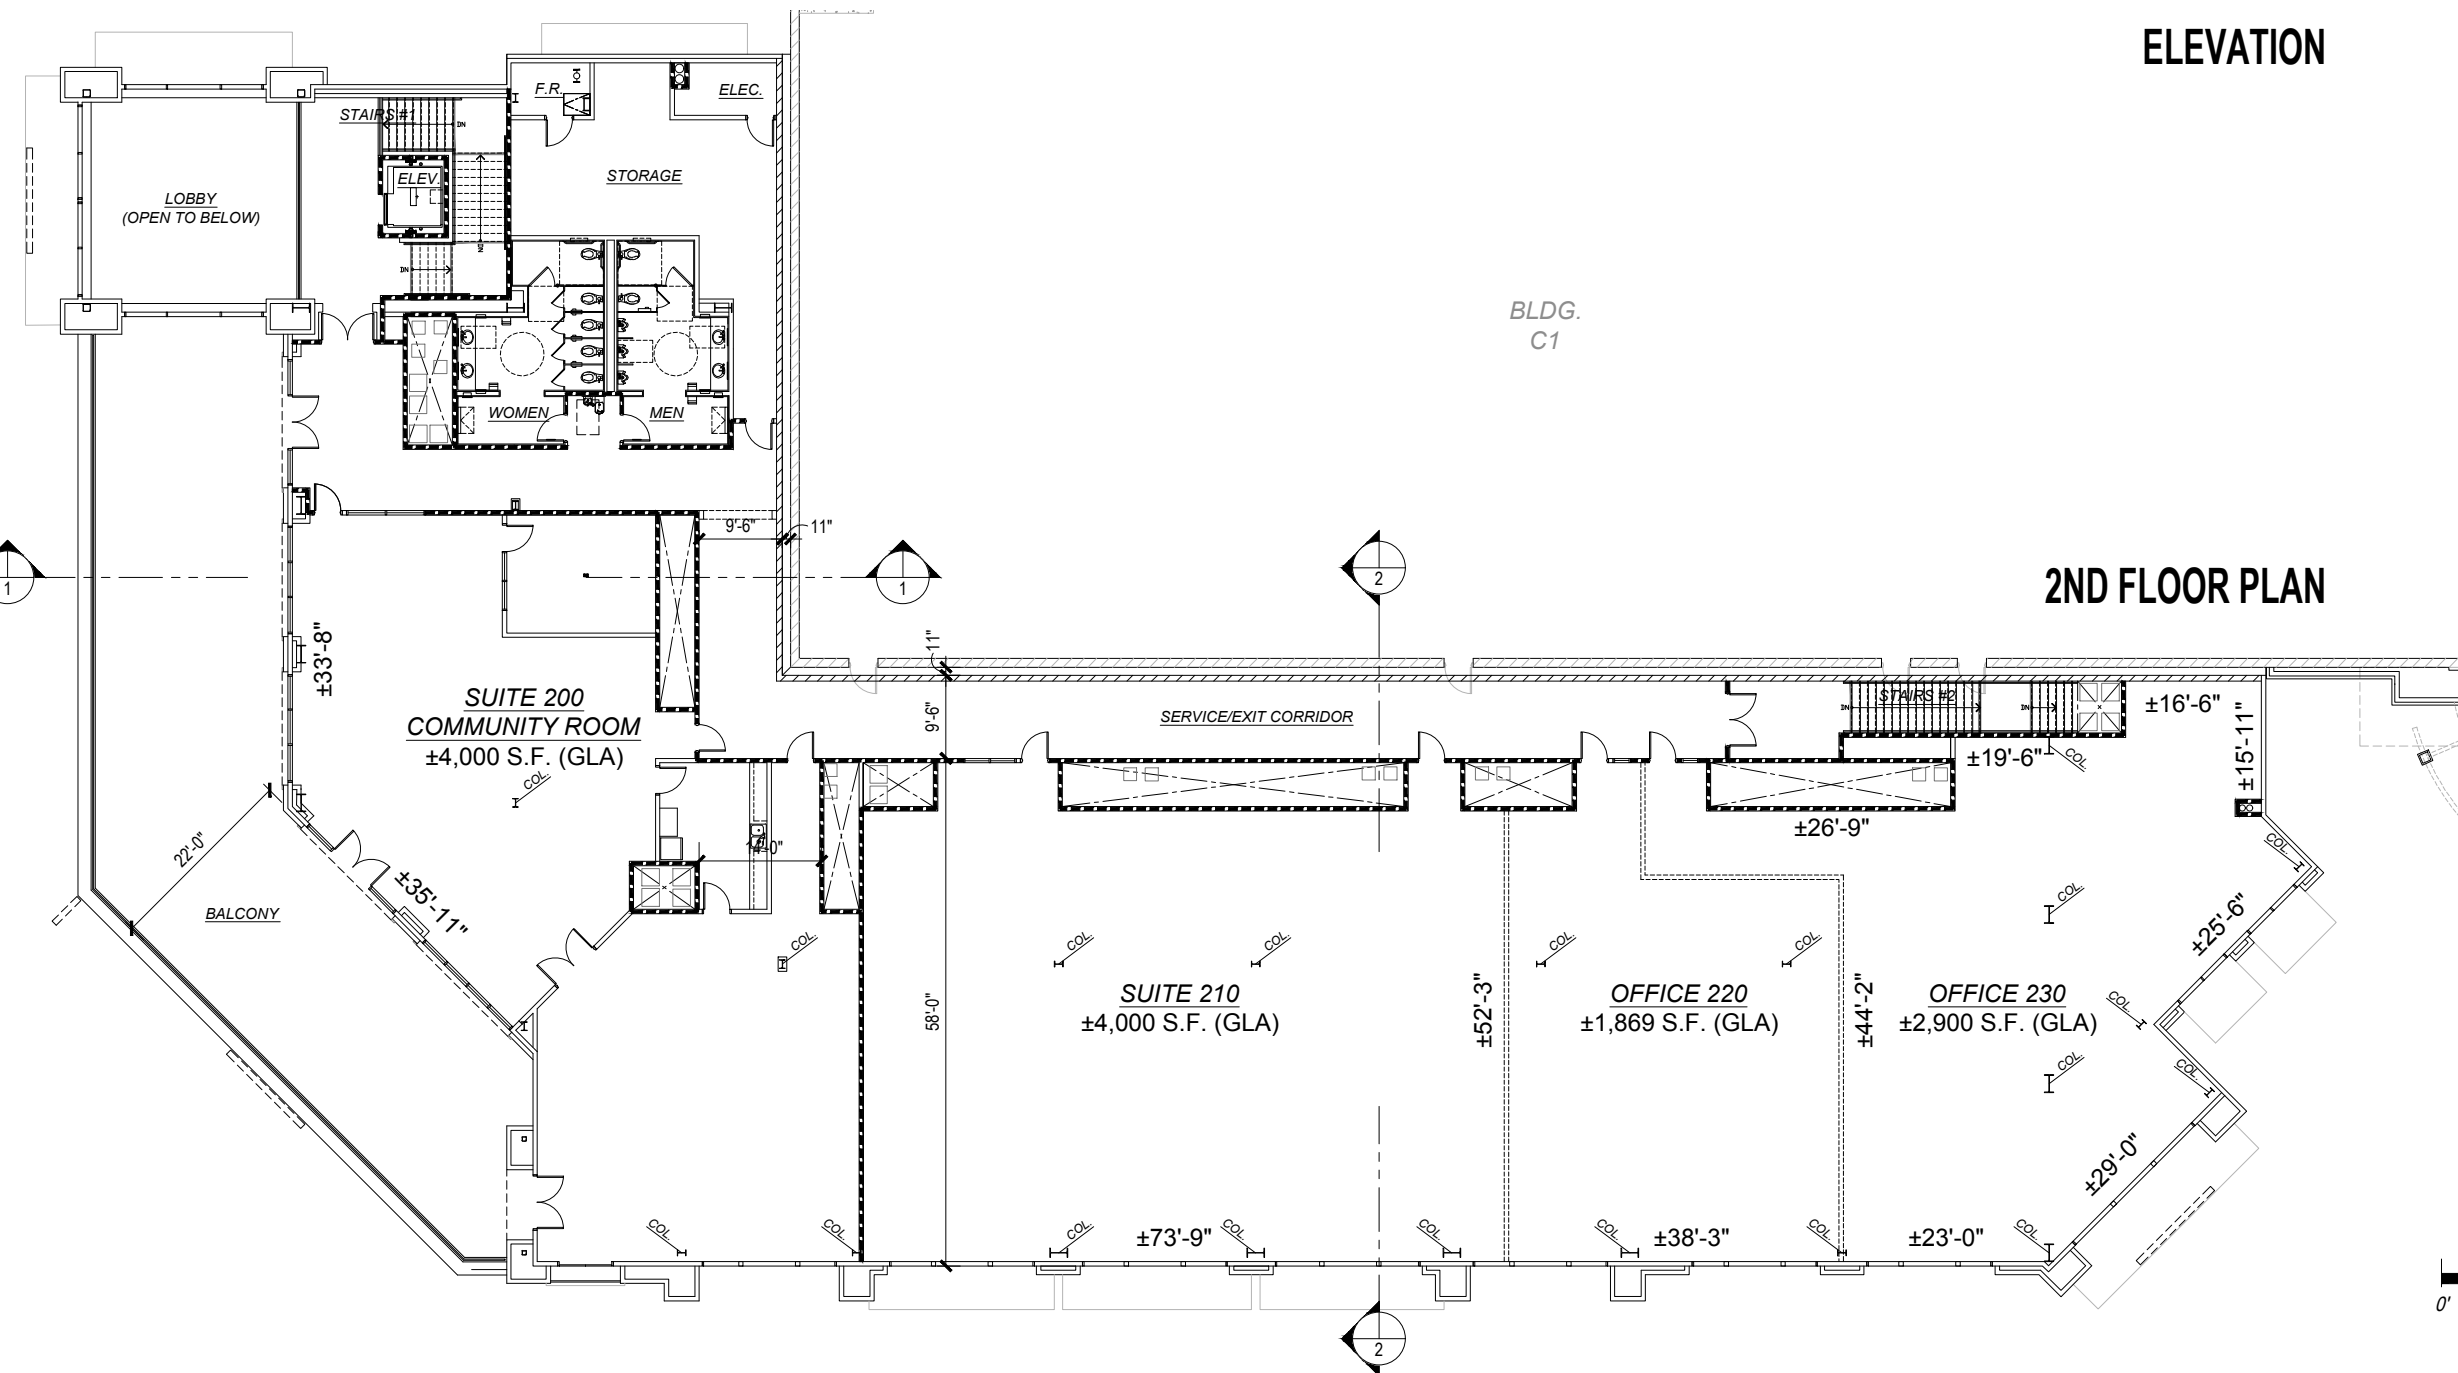 ELEVATION
F.R.
ELEC.
STAIRS #1
DN
ELEV.
STORAGE
LOBBY
(OPEN TO BELOW)
DN
DN
BLDG.
C1
WOMEN
MEN
9'-6"
11"
1
1
2
2ND FLOOR PLAN
±33'-8"
11"
SUITE 200
COMMUNITY ROOM
±4,000 S.F. (GLA)
9'-6"
SERVICE/EXIT CORRIDOR
STAIRS #2
DN
DN
±16'-6"
±15'-11"
±19'-6"
COL.
COL.
22'-0"
±26'-9"
COL.
±35'-11"
BALCONY
COL.
COL.
COL.
COL.
COL.
COL.
±25'-6"
58'-0"
SUITE 210
±4,000 S.F. (GLA)
±52'-3"
OFFICE 220
±1,869 S.F. (GLA)
±44'-2"
OFFICE 230
±2,900 S.F. (GLA)
COL.
COL.
COL.
±29'-0"
COL.
COL.
COL.
±73'-9"
COL.
COL.
COL.
±38'-3"
COL.
±23'-0"
COL.
0'
2